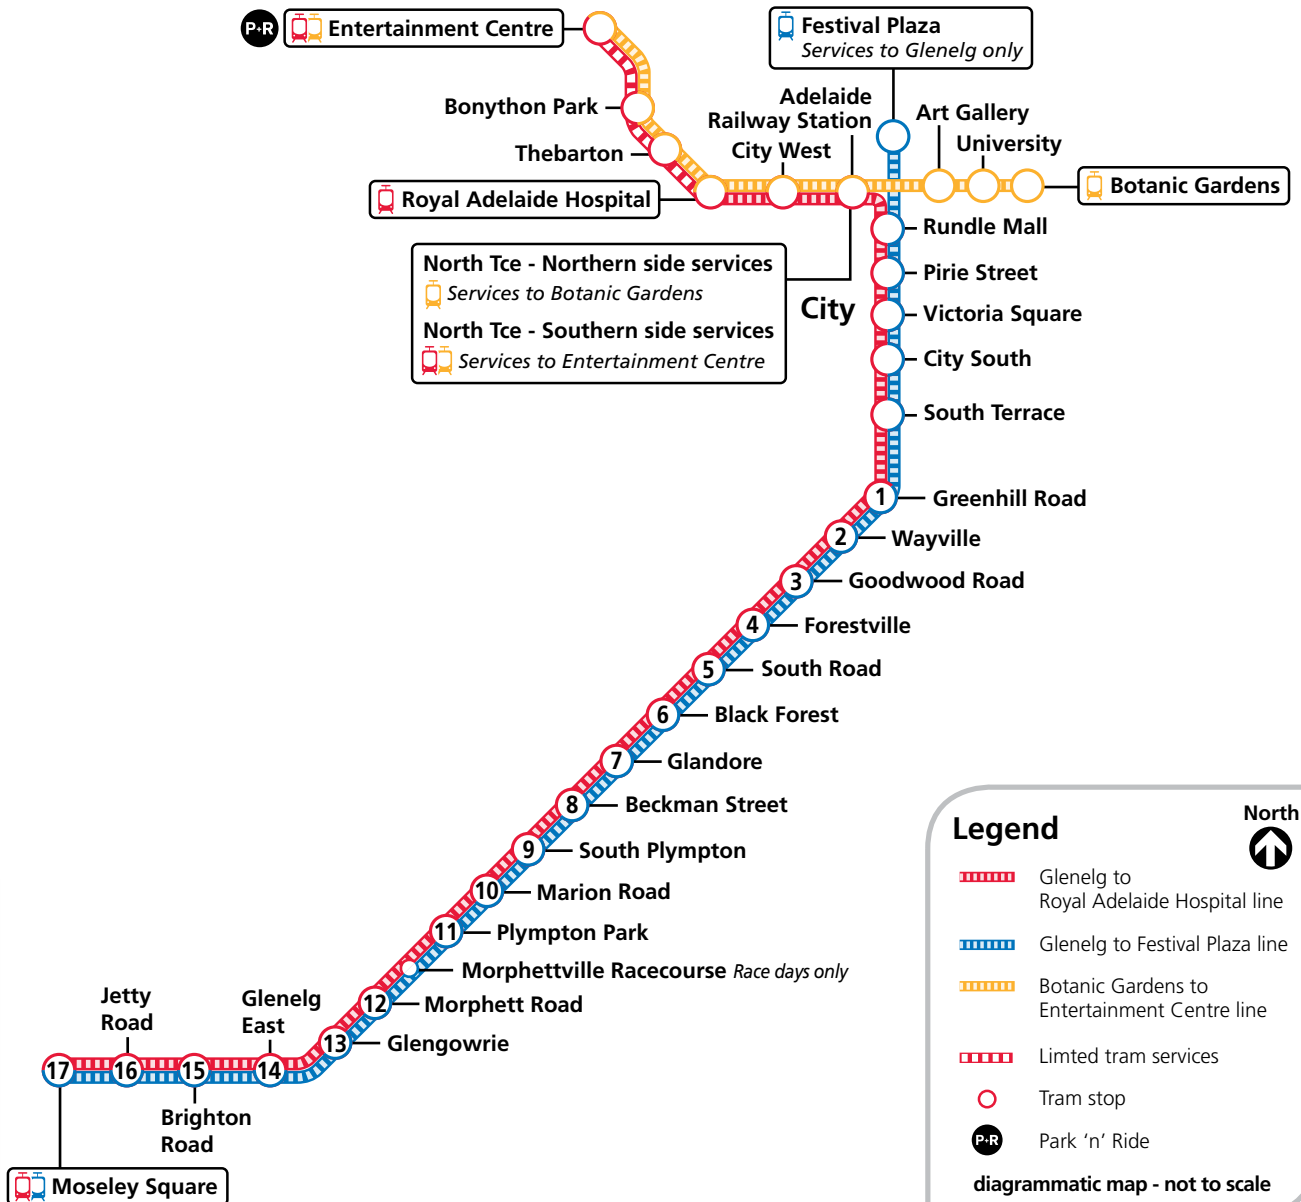 P+R
Entertainment Centre
Festival Plaza
Services to Glenelg only
Bonython Park
Adelaide
Railway Station
Art Gallery
Thebarton
City West
University
Royal Adelaide Hospital
Botanic Gardens
Rundle Mall
North Tce - Northern side services
Services to Botanic Gardens
North Tce - Southern side services
Services to Entertainment Centre
Pirie Street
City
Victoria Square
City South
South Terrace
1
Greenhill Road
2
Wayville
3
Goodwood Road
4
Forestville
5
South Road
6
Black Forest
7
Glandore
8
Beckman Street
9
South Plympton
10
Marion Road
11
Plympton Park
Morphettville Racecourse Race days only
12
Morphett Road
13
Glengowrie
Jetty
Road
Glenelg
East
17
16
15
14
Brighton
Road
Moseley Square
Legend
North
Glenelg to
Royal Adelaide Hospital line
Glenelg to Festival Plaza line
Botanic Gardens to
Entertainment Centre line
Limted tram services
Tram stop
P+R
Park ‘n’ Ride
diagrammatic map - not to scale